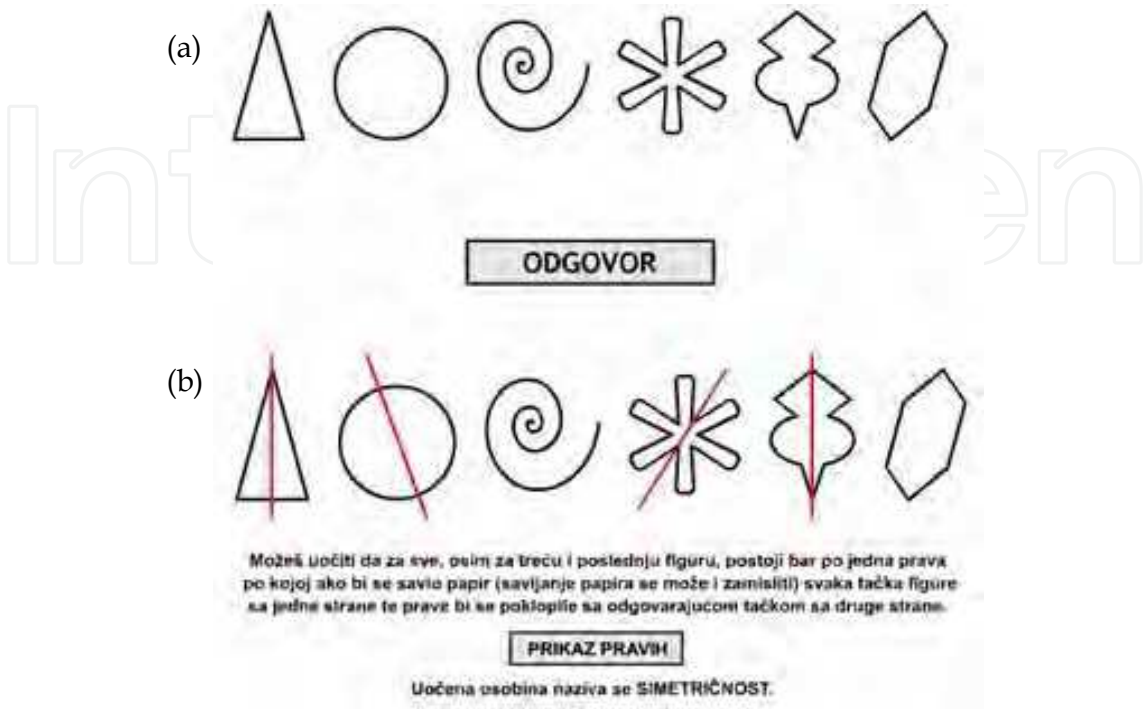 (a)
ODGOVOR
(b)
Možeš uočiti da za sve, osim za treću i poslednju figuru, postoji bar po jedna prava
po kojoj ako bi se savio papir (savijanje papira se može i zamisliti) svaka tačka figure
sa jedne strane te prave bi se poklopile sa odgovarajućom tačkom sa druge strane.
PRIKAZ PRAVIH
Uočena osobina naziva se SIMETRIČNOST.